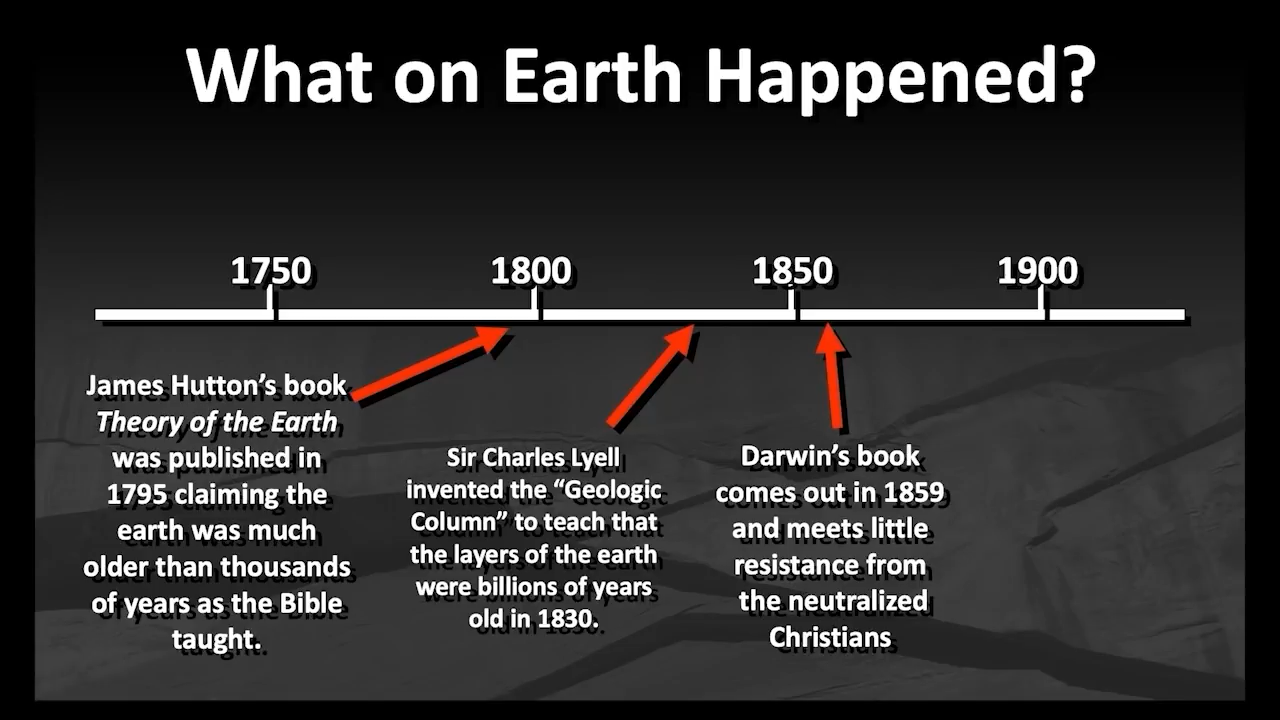 What on Earth Happened?
1750
1800
1850
1900
James Hutton’s book
Theory of the Earth
was published in
1795 claiming the
earth was much
older than thousands
of years as the Bible
taught.
Sir Charles Lyell
invented the “Geologic
Column” to teach that
the layers of the earth
were billions of years
old in 1830.
Darwin’s book
comes out in 1859
and meets little
resistance from
the neutralized
Christians